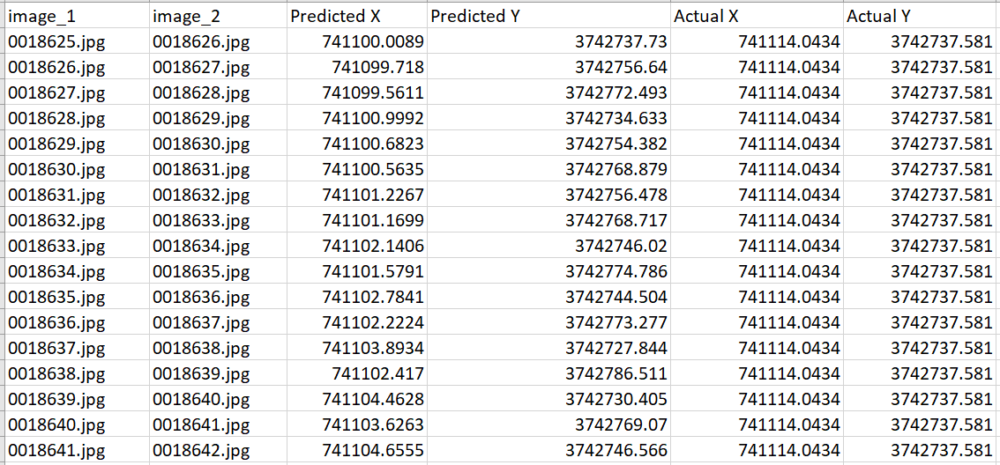 image_1 image_2 Predicted X Predicted Y Actual X Actual Y
0018625.jpg 0018626.jpg 741100.0089 3742737.73 741114.0434 3742737.581
0018626.jpg 0018627.jpg 741099.718 3742756.64 741114.0434 3742737.581
0018627.jpg 0018628.jpg 741099.5611 3742772.493 741114.0434 3742737.581
0018628.jpg 0018629.jpg 741100.9992 3742734.633 741114.0434 3742737.581
0018629.jpg 0018630.jpg 741100.6823 3742754.382 741114.0434 3742737.581
0018630.jpg 0018631.jpg 741100.5635 3742768.879 741114.0434 3742737.581
0018631.jpg 0018632.jpg 741101.2267 3742756.478 741114.0434 3742737.581
0018632.jpg 0018633.jpg 741101.1699 3742768.717 741114.0434 3742737.581
0018633.jpg 0018634.jpg 741102.1406 3742746.02 741114.0434 3742737.581
0018634.jpg 0018635.jpg 741101.5791 3742774.786 741114.0434 3742737.581
0018635.jpg 0018636.jpg 741102.7841 3742744.504 741114.0434 3742737.581
0018636.jpg 0018637.jpg 741102.2224 3742773.277 741114.0434 3742737.581
0018637.jpg 0018638.jpg 741103.8934 3742727.844 741114.0434 3742737.581
0018638.jpg 0018639.jpg 741102.417 3742786.511 741114.0434 3742737.581
0018639.jpg 0018640.jpg 741104.4628 3742730.405 741114.0434 3742737.581
0018640.jpg 0018641.jpg 741103.6263 3742769.07 741114.0434 3742737.581
0018641.jpg 0018642.jpg 741104.6555 3742746.566 741114.0434 3742737.581